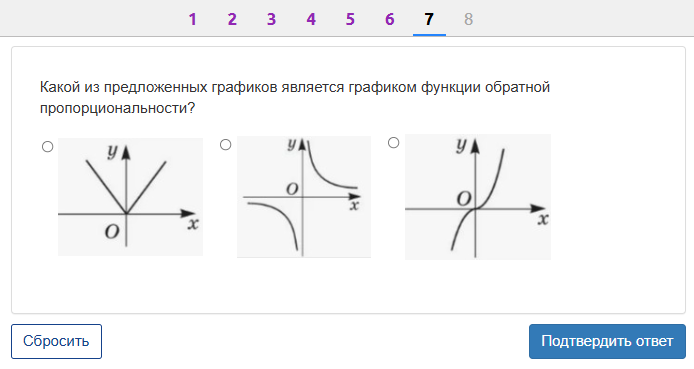 1 2 3 4 5 6 7 8
Какой из предложенных графиков является графиком функции обратной
пропорциональности?
y
O
x
y
O
x
y
O
x
Сбросить
Подтвердить ответ